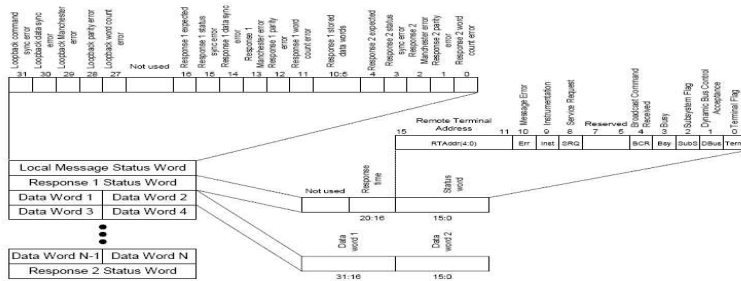 Loopback command sync error
Loopback data sync error
Loopback Manchester error
Loopback parity error
Loopback word count error
Not used
Response 1 expected
Response 1 status sync error
Response 1 data sync error
Response 1 Manchester error
Response 1 parity error
Response 1 word count error
Response 1 stored data words
Response 2 expected
Response 2 status sync error
Response 2 Manchester error
Response 2 parity error
Response 2 word count error
31 30 29 28 27 16 15 14 13 12 11 10:6 4 3 2 1 0
Remote Terminal Address
Message Error
Instrumentation
Service Request
Reserved
Broadcast Command Received
Busy
Subsystem Flag
Dynamic Bus Control Acceptance
Terminal Flag
15 11 10 9 8 7 5 4 3 2 1 0
RTAddr(4:0) Err Inst SRQ BCR Bsy SubS DBus Term
Local Message Status Word
Response 1 Status Word
Data Word 1 Data Word 2
Data Word 3 Data Word 4
Data Word N-1 Data Word N
Response 2 Status Word
Not used
Response time
Status word
20:16 15:0
Data word 1
Data word 2
31:16 15:0